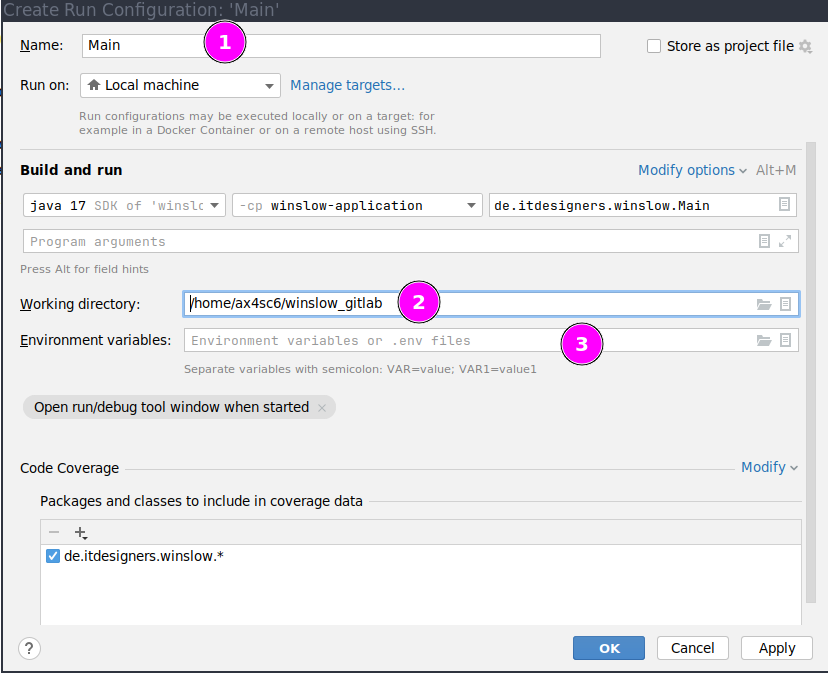 Create Run Configuration: 'Main'
Name: Main 1 Store as project file
Run on: Local machine Manage targets...
Run configurations may be executed locally or on a target: for
example in a Docker Container or on a remote host using SSH.
Build and run Modify options Alt+M
java 17 SDK of 'winslc -cp winslow-application de.itdesigners.winslow.Main
Program arguments
Press Alt for field hints
Working directory: /home/ax4sc6/winslow_gitlab 2
Environment variables: Environment variables or .env files 3
Separate variables with semicolon: VAR=value; VAR1=value1
Open run/debug tool window when started ×
Code Coverage Modify
Packages and classes to include in coverage data
de.itdesigners.winslow.*
? OK Cancel Apply